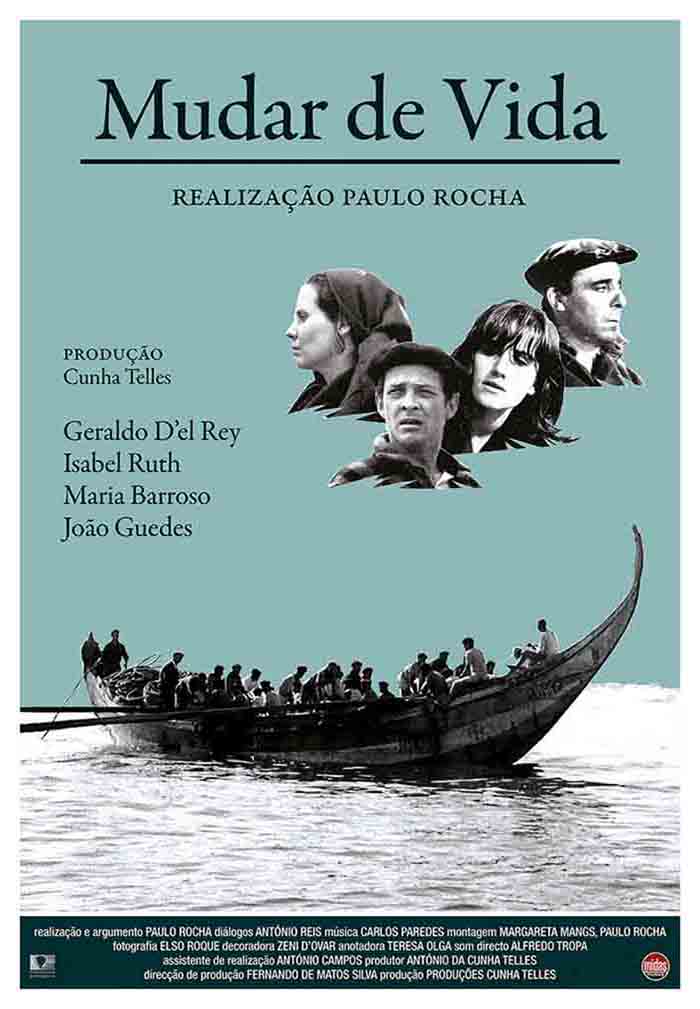 Mudar de Vida
REALIZAÇÃO PAULO ROCHA
PRODUÇÃO
Cunha Telles
Geraldo D'el Rey
Isabel Ruth
Maria Barroso
João Guedes
realização e argumento PAULO ROCHA diálogos ANTÓNIO REIS música CARLOS PAREDES montagem MARGARETA MANGS, PAULO ROCHA
fotografia ELSO ROQUE decoradora ZENI D'OVAR anotadora TERESA OLGA som directo ALFREDO TROPA
assistente de realização ANTÓNIO CAMPOS produtor ANTÓNIO DA CUNHA TELLES
direcção de produção FERNANDO DE MATOS SILVA produção PRODUÇÕES CUNHA TELLES
midas